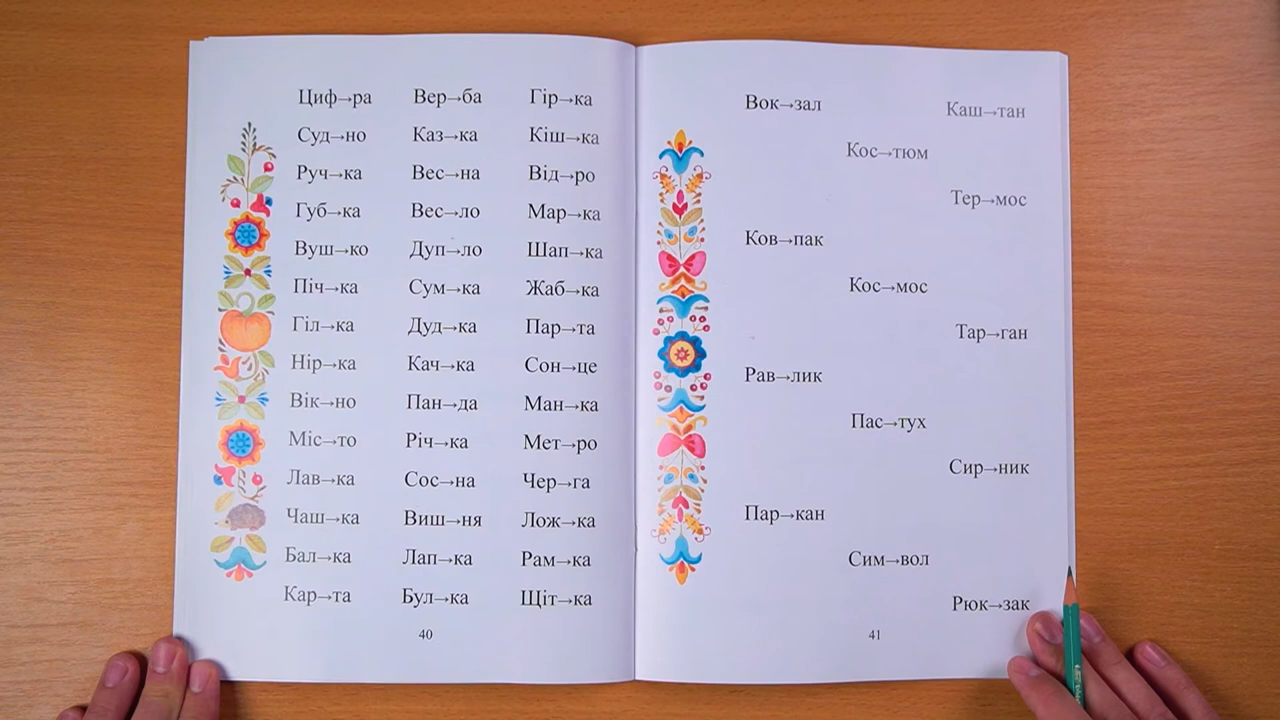 Циф→ра Вер→ба Гір→ка
Суд→но Каз→ка Кіш→ка
Руч→ка Вес→на Від→ро
Губ→ка Вес→ло Мар→ка
Вуш→ко Дуп→ло Шап→ка
Піч→ка Сум→ка Жаб→ка
Гіл→ка Дуд→ка Пар→та
Нір→ка Кач→ка Сон→це
Вік→но Пан→да Ман→ка
Міс→то Річ→ка Мет→ро
Лав→ка Сос→на Чер→га
Чаш→ка Виш→ня Лож→ка
Бал→ка Лап→ка Рам→ка
Кар→та Бул→ка Щіт→ка
40
Вок→зал Каш→тан
Кос→тюм
Тер→мос
Ков→пак
Кос→мос
Тар→ган
Рав→лик
Пас→тух
Сир→ник
Пар→кан
Сим→вол
Рюк→зак
41